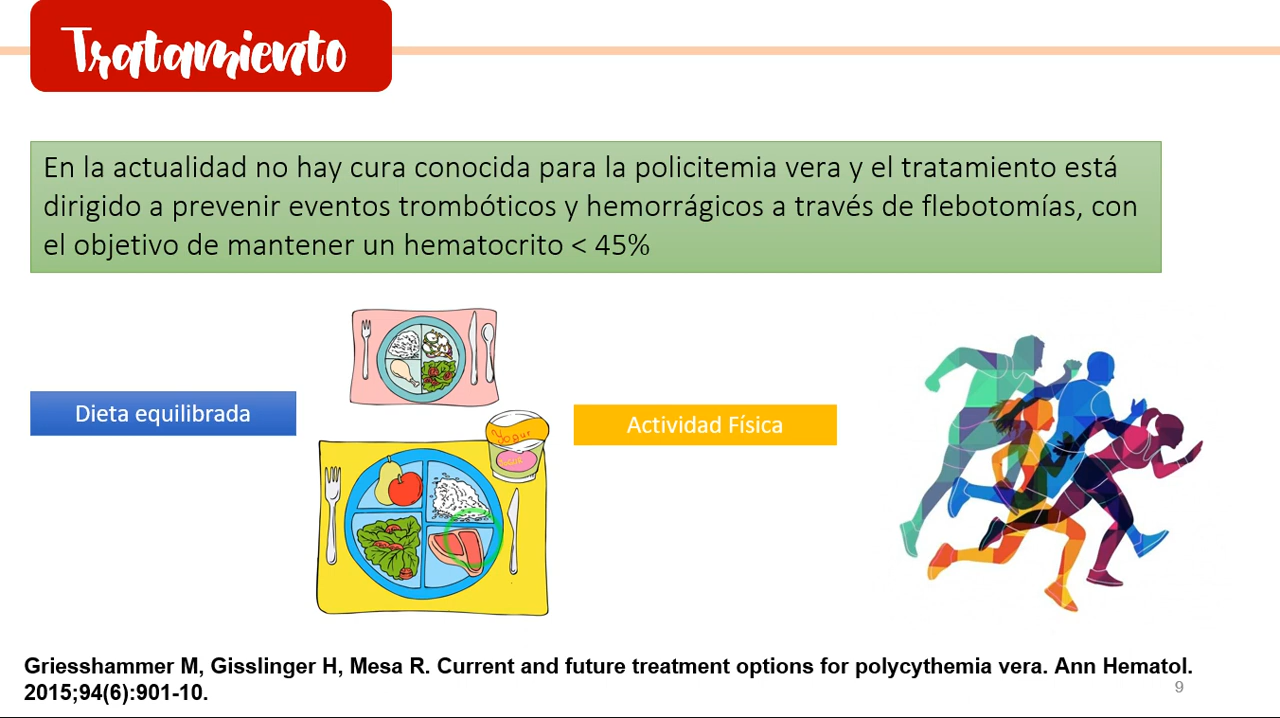 Tratamiento
En la actualidad no hay cura conocida para la policitemia vera y el tratamiento está
dirigido a prevenir eventos trombóticos y hemorrágicos a través de flebotomías, con
el objetivo de mantener un hematocrito < 45%
Dieta equilibrada
Actividad Física
Yogur
Griesshammer M, Gisslinger H, Mesa R. Current and future treatment options for polycythemia vera. Ann Hematol.
2015;94(6):901-10.
9